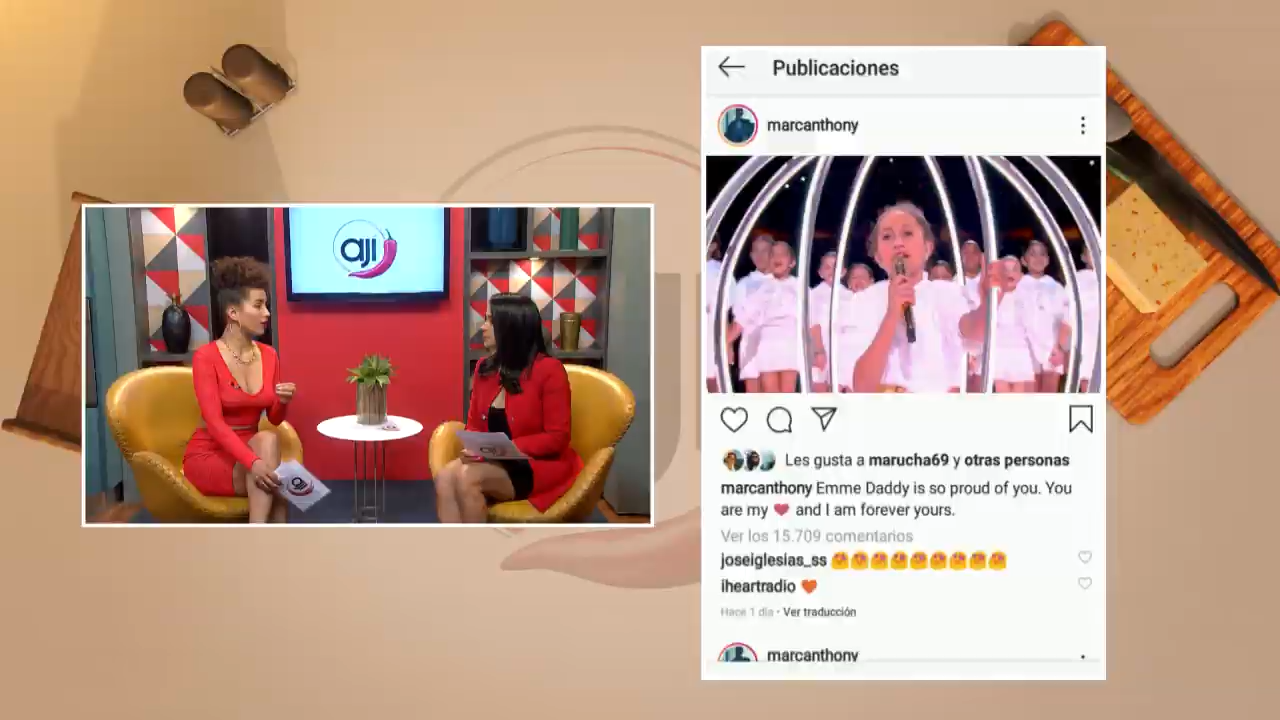 aji
Publicaciones
marcanthony
Les gusta a marucha69 y otras personas
marcanthony Emme Daddy is so proud of you. You
are my ❤️ and I am forever yours.
Ver los 15.709 comentarios
joseiglesias_ss 🥰🥰🥰🥰🥰🥰🥰🥰🥰
iheartradio ❤️
Hace 1 día • Ver traducción
marcanthony